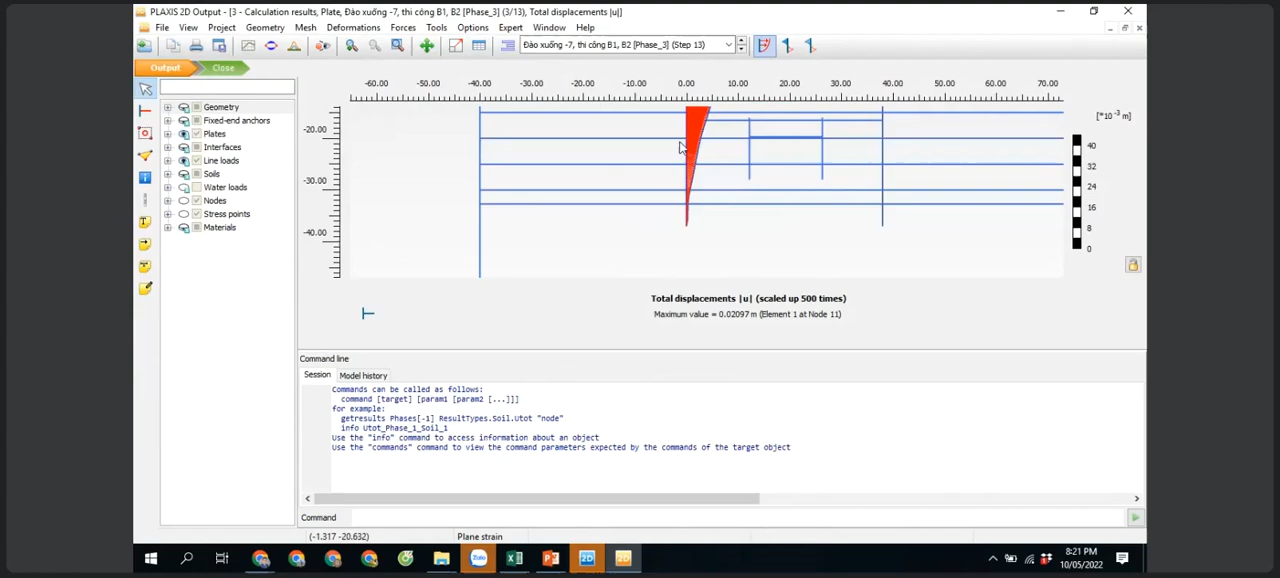 PLAXIS 2D Output - [3 - Calculation results, Plate, Đào xuống -7, thi công B1, B2 [Phase_3] (3/13), Total displacements |u|]
File View Project Geometry Mesh Deformations Forces Tools Options Expert Window Help
Đào xuống -7, thi công B1, B2 [Phase_3] (Step 13)
Output Close
-60.00 -50.00 -40.00 -30.00 -20.00 -10.00 0.00 10.00 20.00 30.00 40.00 50.00 60.00 70.00
Geometry
Fixed-end anchors
Plates
Interfaces
Line loads
Soils
Water loads
Nodes
Stress points
Materials
-20.00
-30.00
-40.00
[*10⁻³ m]
40
32
24
16
8
0
Total displacements |u| (scaled up 500 times)
Maximum value = 0.02097 m (Element 1 at Node 11)
Command line
Session Model history
Commands can be called as follows:
command [target] [param1 [param2 [...]]]
for example:
getresults Phases[-1] ResultTypes.Soil.Utot "node"
info Utot_Phase_1_Soil_1
Use the "info" command to access information about an object
Use the "commands" command to view the command parameters expected by the commands of the target object
Command
(-1.317 -20.632) Plane strain
Zalo
2D
2D
8:21 PM
10/05/2022